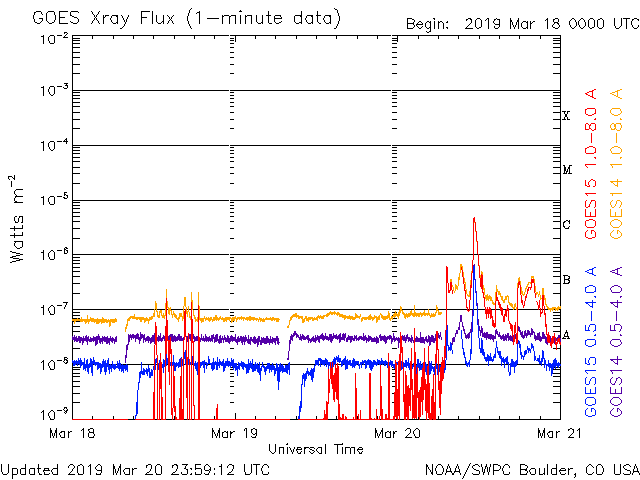 GOES Xray Flux (1-minute data)
Begin: 2019 Mar 18 0000 UTC
10-2
10-3
10-4
10-5
10-6
10-7
10-8
10-9
Watts m-2
X
M
C
B
A
GOES15 1.0-8.0 A
GOES14 1.0-8.0 A
GOES15 0.5-4.0 A
GOES14 0.5-4.0 A
Mar 18
Mar 19
Mar 20
Mar 21
Universal Time
Updated 2019 Mar 20 23:59:12 UTC
NOAA/SWPC Boulder, CO USA